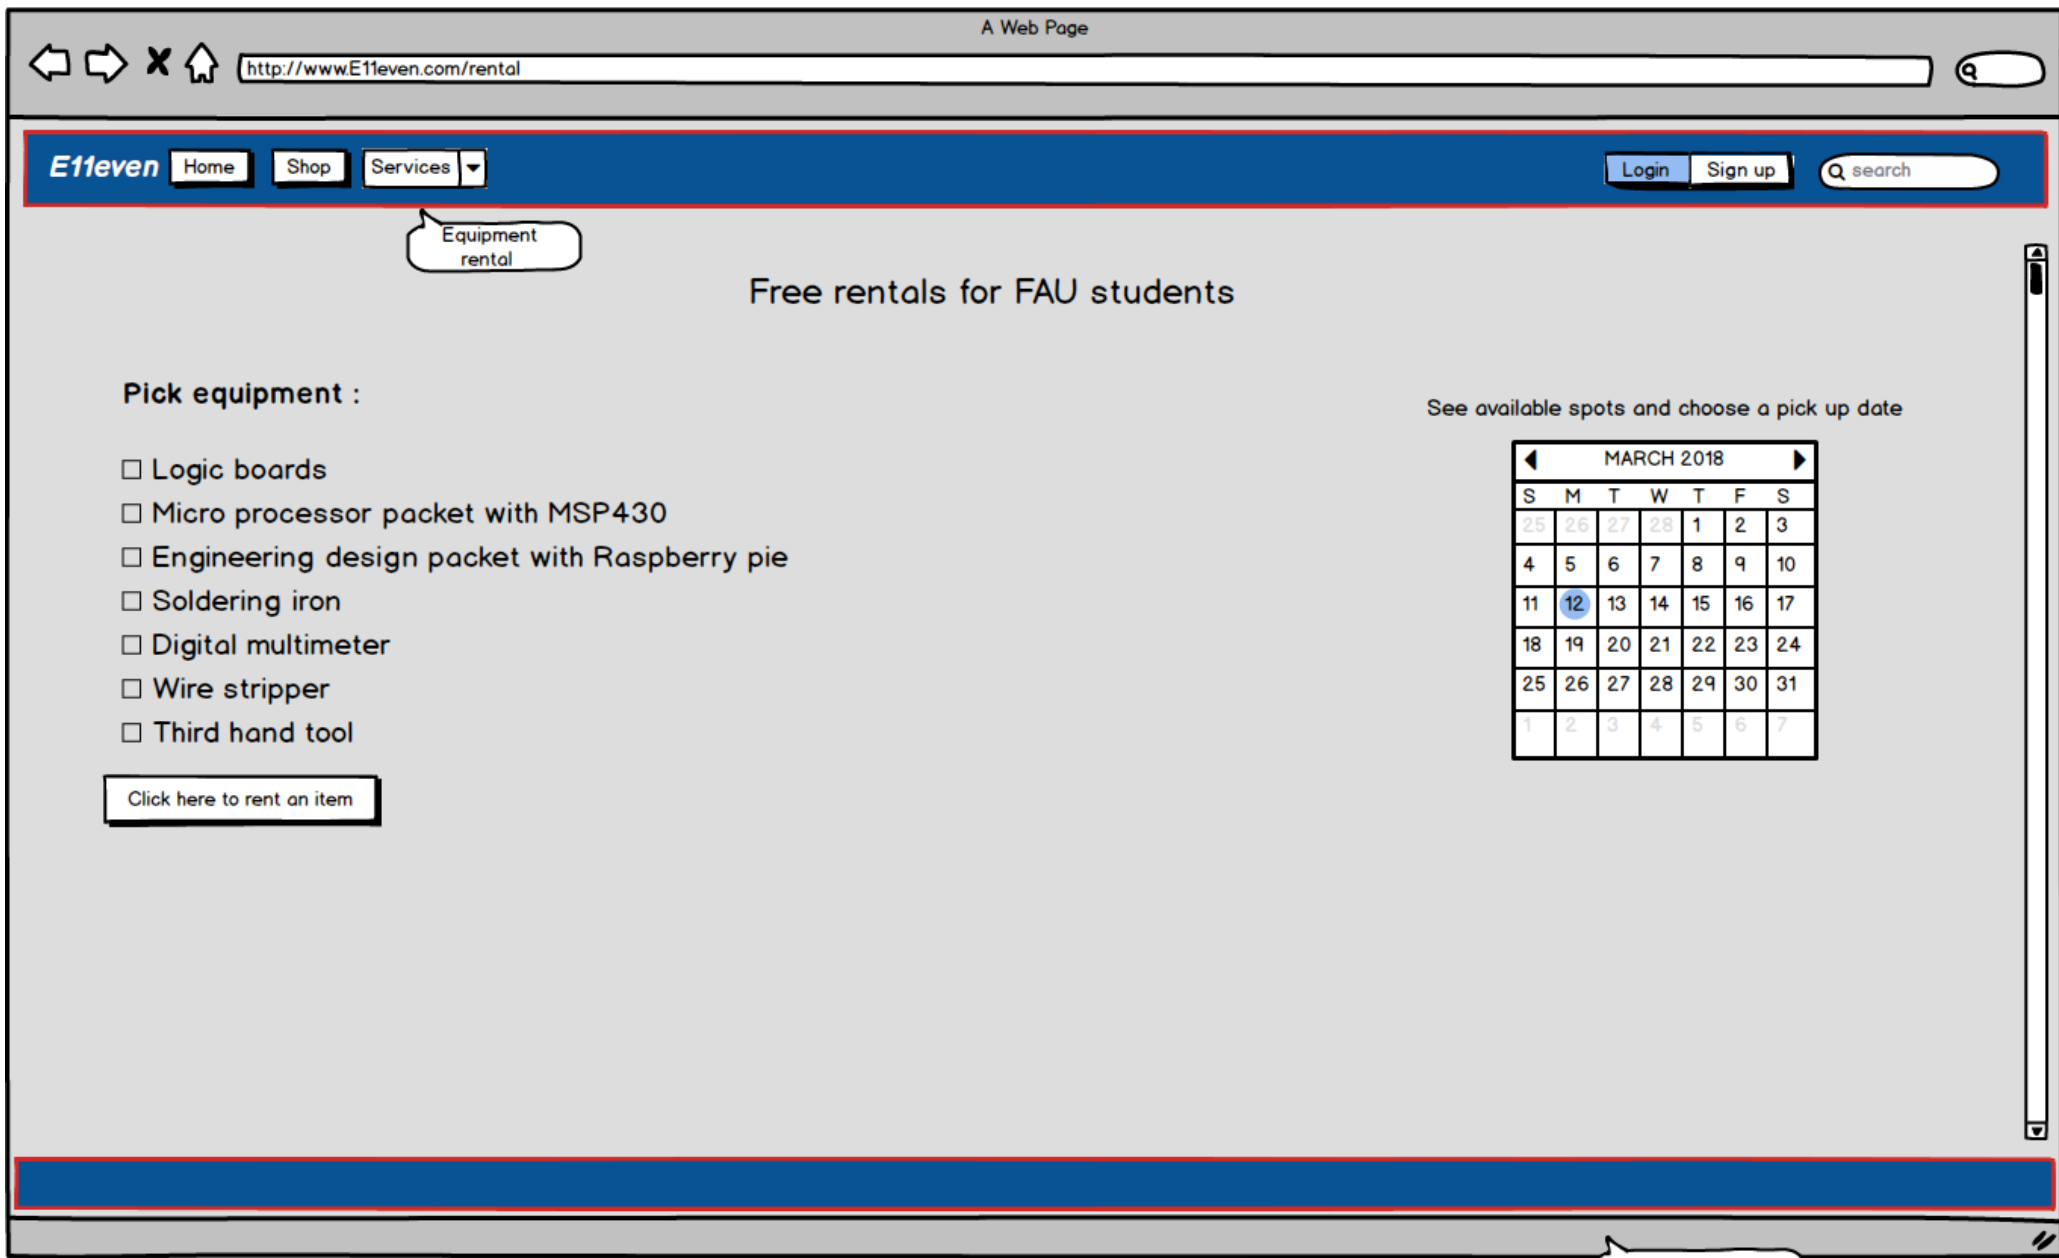 A Web Page
http://www.E11even.com/rental
E11even Home Shop Services Login Sign up search
Equipment
rental
Free rentals for FAU students
Pick equipment :
Logic boards
Micro processor packet with MSP430
Engineering design packet with Raspberry pie
Soldering iron
Digital multimeter
Wire stripper
Third hand tool
Click here to rent an item
See available spots and choose a pick up date
MARCH 2018
S M T W T F S
25 26 27 28 1 2 3
4 5 6 7 8 9 10
11 12 13 14 15 16 17
18 19 20 21 22 23 24
25 26 27 28 29 30 31
1 2 3 4 5 6 7